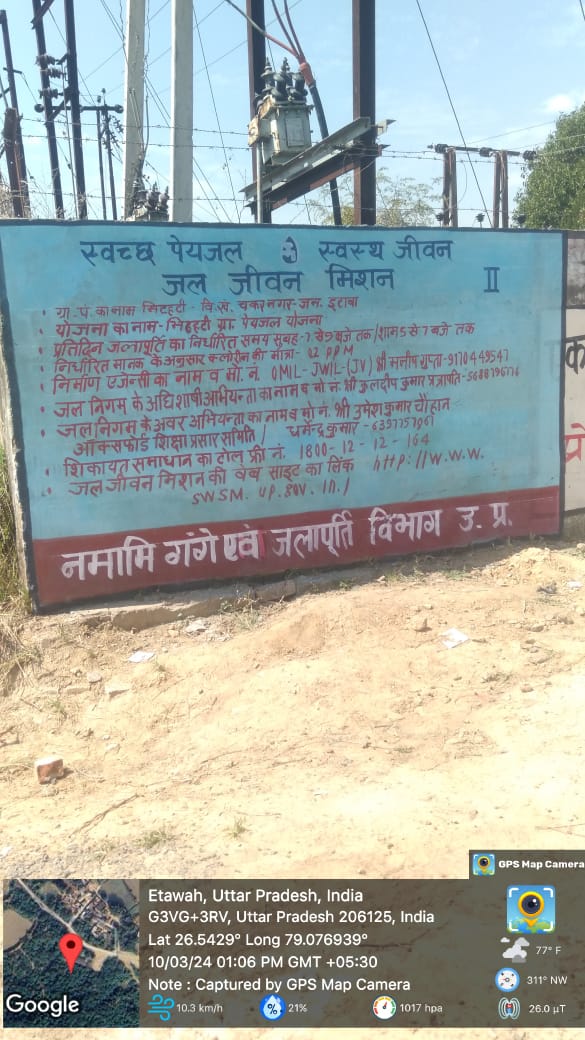 स्वच्छ पेयजल स्वस्थ जीवन
जल जीवन मिशन II
ग्रा. पं. का नाम सिटहटी - वि.ख. चकरनगर - जन. इटावा
योजना का नाम- सिटहटी ग्रा. पेयजल योजना
प्रतिदिन जलापूर्ति का निर्धारित समय सुबह-7 से 9 बजे तक/शाम 5 से 7 बजे तक
निर्धारित मानक के अनुसार क्लोरीन की मात्रा- 02 PPM
निर्माण एजेन्सी का नाम व मो. नं. OMIL-JWIL-(JV) श्री मनीष गुप्ता-9170449547
जल निगम के अधिशाषी अभियन्ता का नाम व मो नं. श्री कुलदीप कुमार प्रजापति-
जल निगम के अवर अभियन्ता का नाम व मो नं. श्री उमेश कुमार चौहान
ऑक्सफोर्ड शिक्षा प्रसार समिति/ धर्मेन्द्र कुमार - 6397757061
शिकायत समाधान का टोल फ्री नं. 1800-12-12-164
जल जीवन मिशन की वेब साइट का लिंक http://w.w.w.
SWSM. UP. GOV. IN./
नमामि गंगे एवं जलापूर्ति विभाग उ. प्र.
GPS Map Camera
Etawah, Uttar Pradesh, India
G3VG+3RV, Uttar Pradesh 206125, India
Lat 26.5429° Long 79.076939°
10/03/24 01:06 PM GMT +05:30
Note : Captured by GPS Map Camera
77° F
311° NW
10.3 km/h
21%
1017 hpa
26.0 µT
Google